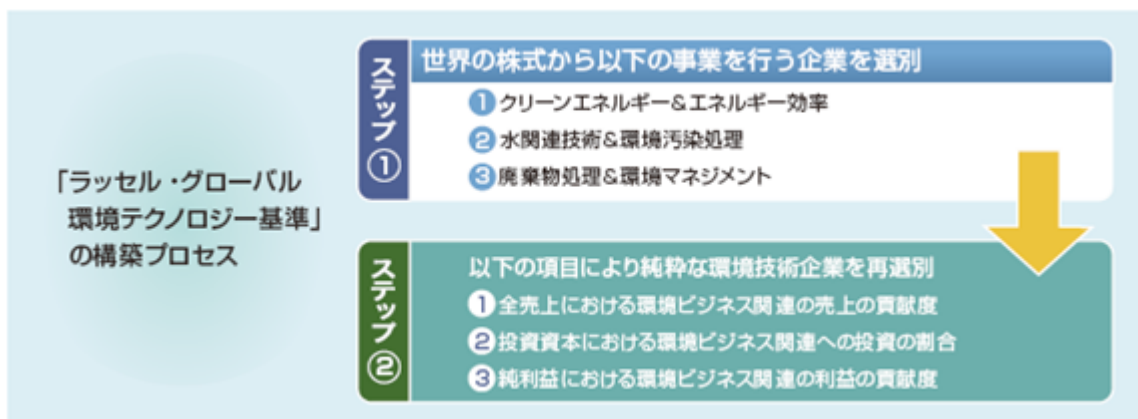 「ラッセル・グローバル
環境テクノロジー基準」
の構築プロセス
ステップ①
世界の株式から以下の事業を行う企業を選別
①クリーンエネルギー&エネルギー効率
②水関連技術&環境汚染処理
③廃棄物処理&環境マネジメント
ステップ②
以下の項目により純粋な環境技術企業を再選別
①全売上における環境ビジネス関連の売上の貢献度
②投資資本における環境ビジネス関連への投資の割合
③純利益における環境ビジネス関連の利益の貢献度